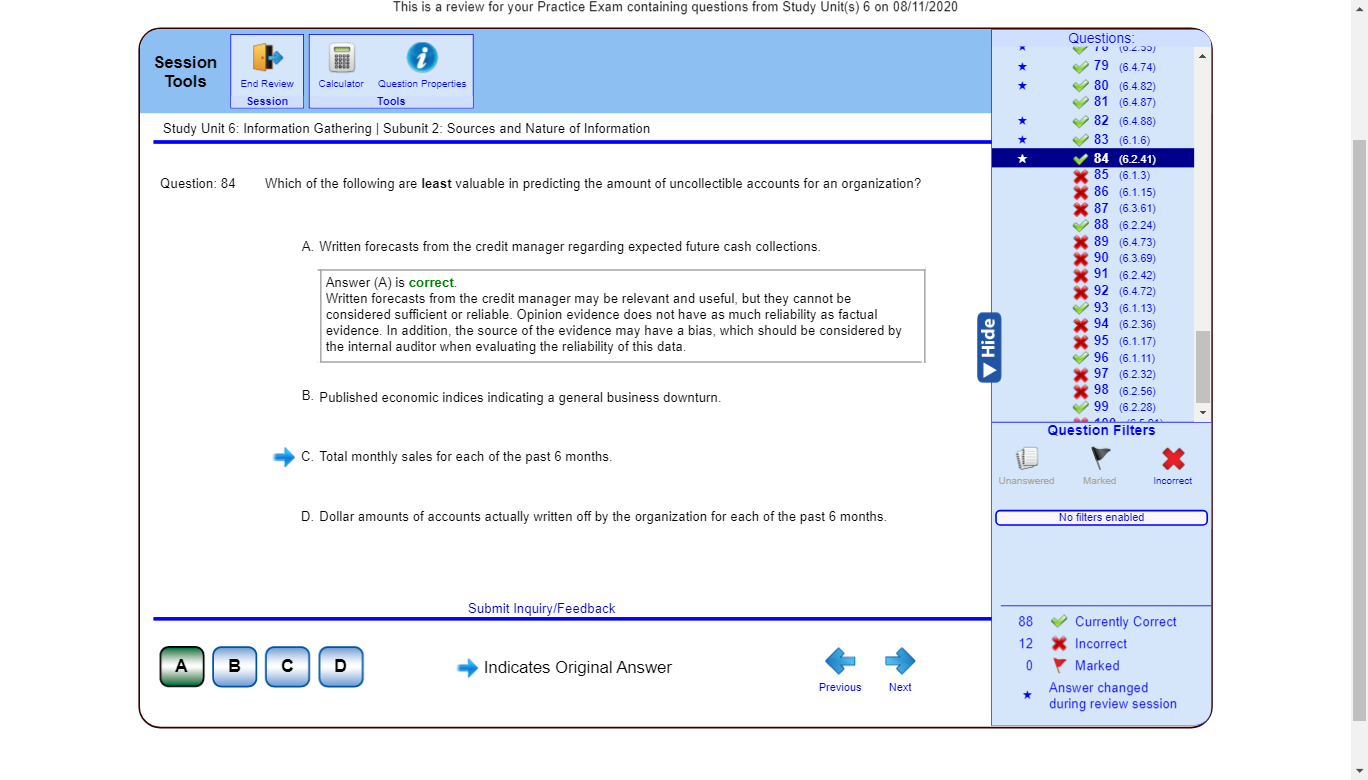 This is a review for your Practice Exam containing questions from Study Unit(s) 6 on 08/11/2020
Session Tools
End Review
Session
Calculator
Question Properties
Tools
Study Unit 6: Information Gathering | Subunit 2: Sources and Nature of Information
Question: 84 Which of the following are least valuable in predicting the amount of uncollectible accounts for an organization?
A. Written forecasts from the credit manager regarding expected future cash collections.
Answer (A) is correct.
Written forecasts from the credit manager may be relevant and useful, but they cannot be
considered sufficient or reliable. Opinion evidence does not have as much reliability as factual
evidence. In addition, the source of the evidence may have a bias, which should be considered by
the internal auditor when evaluating the reliability of this data.
B. Published economic indices indicating a general business downturn.
C. Total monthly sales for each of the past 6 months.
D. Dollar amounts of accounts actually written off by the organization for each of the past 6 months.
Submit Inquiry/Feedback
A B C D
Indicates Original Answer
Previous
Next
Hide
Questions:
78 (6.2.55)
79 (6.4.74)
80 (6.4.82)
81 (6.4.87)
82 (6.4.88)
83 (6.1.6)
84 (6.2.41)
85 (6.1.3)
86 (6.1.15)
87 (6.3.61)
88 (6.2.24)
89 (6.4.73)
90 (6.3.69)
91 (6.2.42)
92 (6.4.72)
93 (6.1.13)
94 (6.2.36)
95 (6.1.17)
96 (6.1.11)
97 (6.2.32)
98 (6.2.56)
99 (6.2.28)
100
Question Filters
Unanswered
Marked
Incorrect
No filters enabled
88 Currently Correct
12 Incorrect
0 Marked
Answer changed
during review session